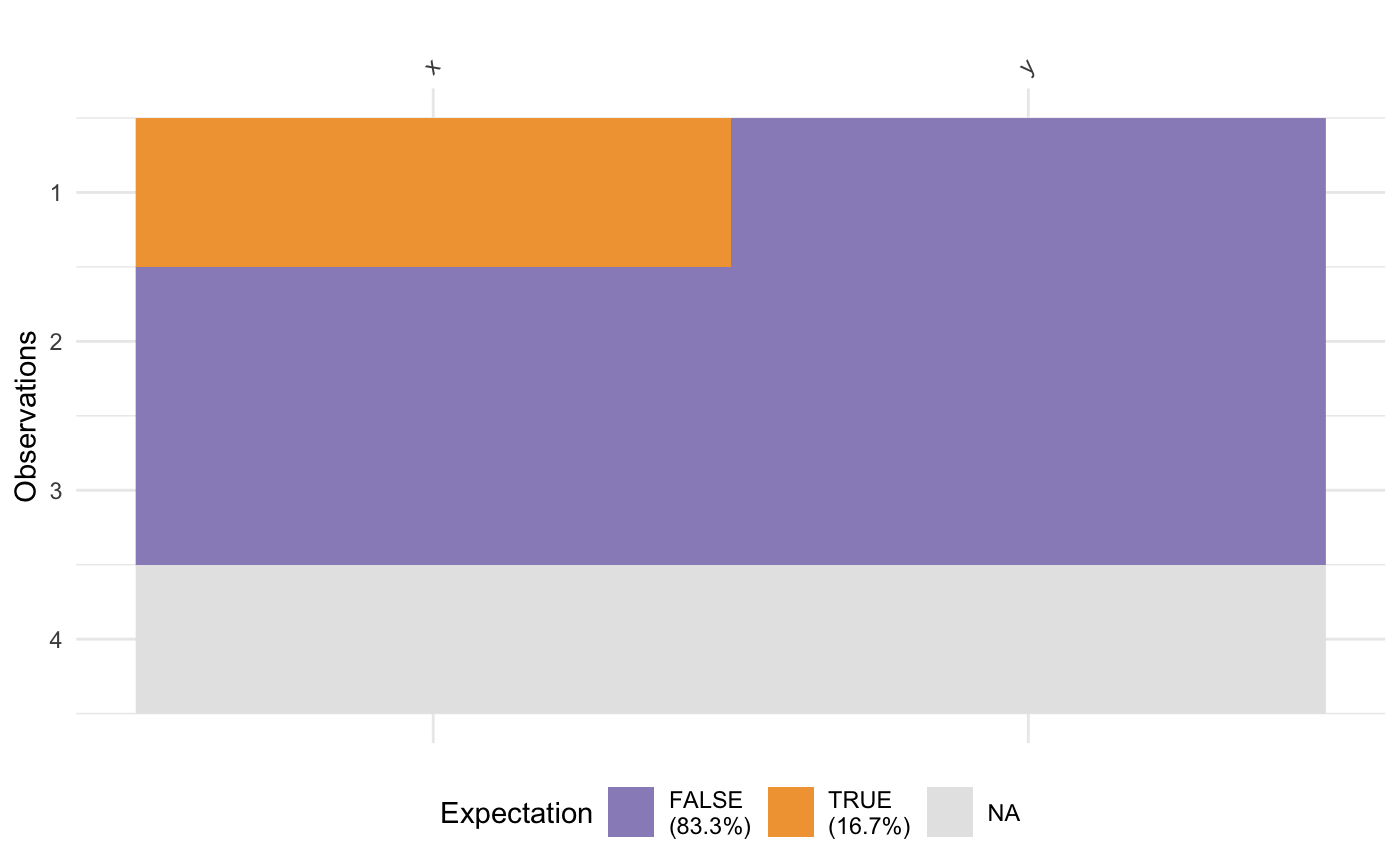 x y
1
2
3
4
Observations
Expectation
FALSE
(83.3%)
TRUE
(16.7%)
NA